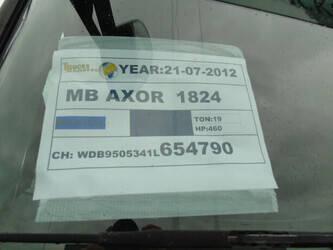 YEAR:21-07-2012
MB AXOR 1824
TON:19
HP:460
CH: WDB9505341L654790